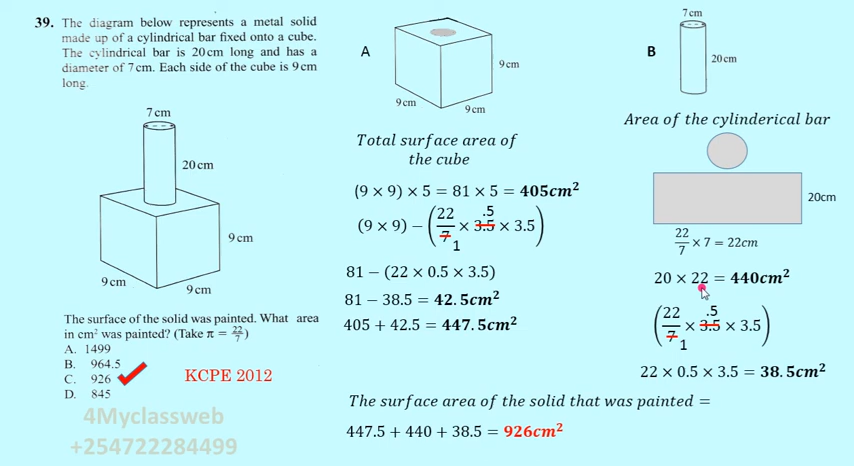 39. The diagram below represents a metal solid
made up of a cylindrical bar fixed onto a cube.
The cylindrical bar is 20cm long and has a
diameter of 7cm. Each side of the cube is 9cm
long.
7cm
20cm
9cm
9cm
9cm
The surface of the solid was painted. What area
in cm² was painted? (Take π = 22/7)
A. 1499
B. 964.5
C. 926
D. 845
KCPE 2012
4Myclassweb
+254722284499
A
9cm
9cm
9cm
Total surface area of
the cube
(9 × 9) × 5 = 81 × 5 = 405cm²
(9 × 9) − (22/7 × 3.5 × 3.5)
.5
1
81 − (22 × 0.5 × 3.5)
81 − 38.5 = 42.5cm²
405 + 42.5 = 447.5cm²
B
7cm
20cm
Area of the cylinderical bar
20cm
22/7 × 7 = 22cm
20 × 22 = 440cm²
(22/7 × 3.5 × 3.5)
.5
1
22 × 0.5 × 3.5 = 38.5cm²
The surface area of the solid that was painted =
447.5 + 440 + 38.5 = 926cm²